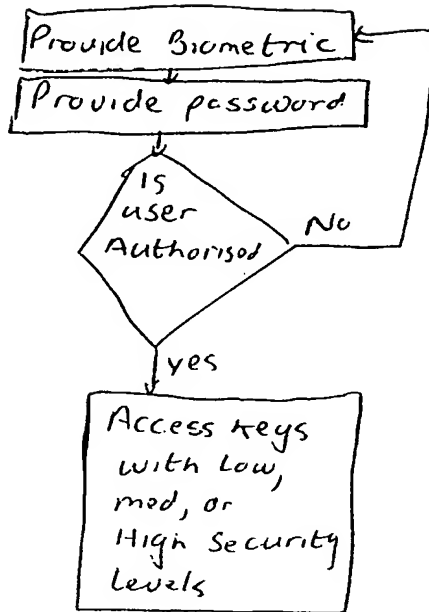 Provide Biometric
Provide password
Is
user
Authorised
No
yes
Access keys
with Low,
med, or
High Security
Levels